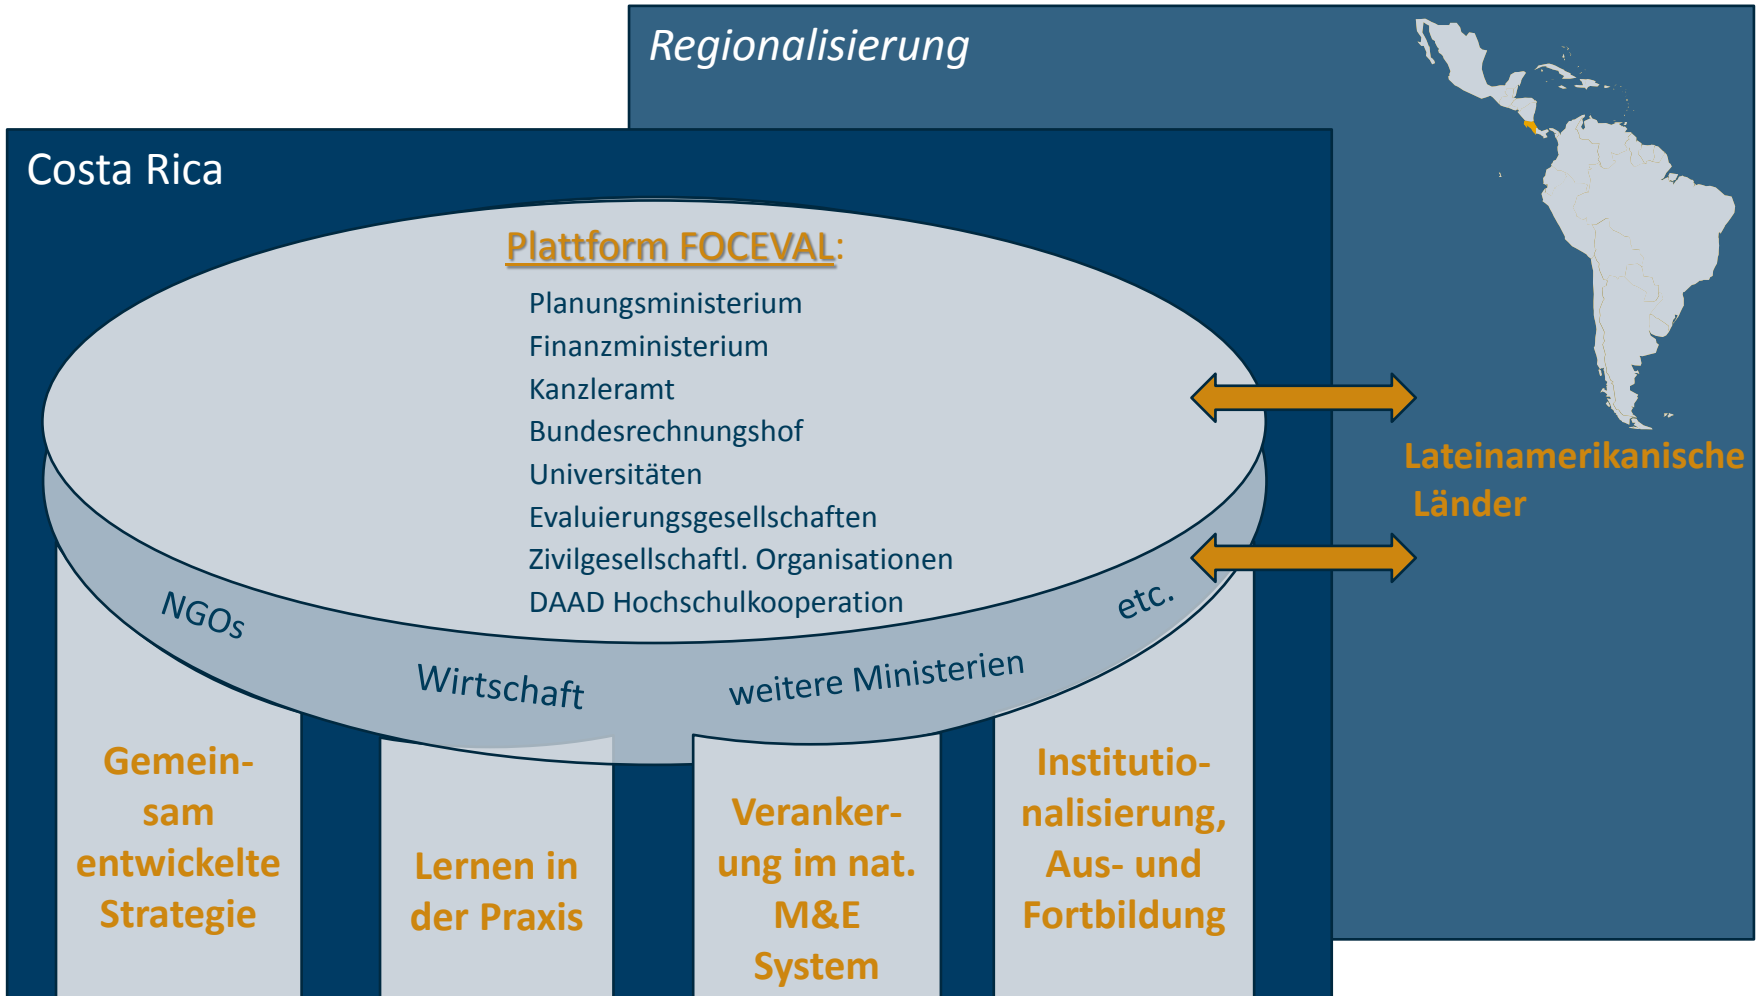 Regionalisierung
Costa Rica
Plattform FOCEVAL:
Planungsministerium
Finanzministerium
Kanzleramt
Bundesrechnungshof
Universitäten
Evaluierungsgesellschaften
Zivilgesellschaftl. Organisationen
DAAD Hochschulkooperation
NGOs
Wirtschaft
weitere Ministerien
etc.
Lateinamerikanische
Länder
Gemein-
sam
entwickelte
Strategie
Lernen in
der Praxis
Veranker-
ung im nat.
M&E
System
Institutio-
nalisierung,
Aus- und
Fortbildung